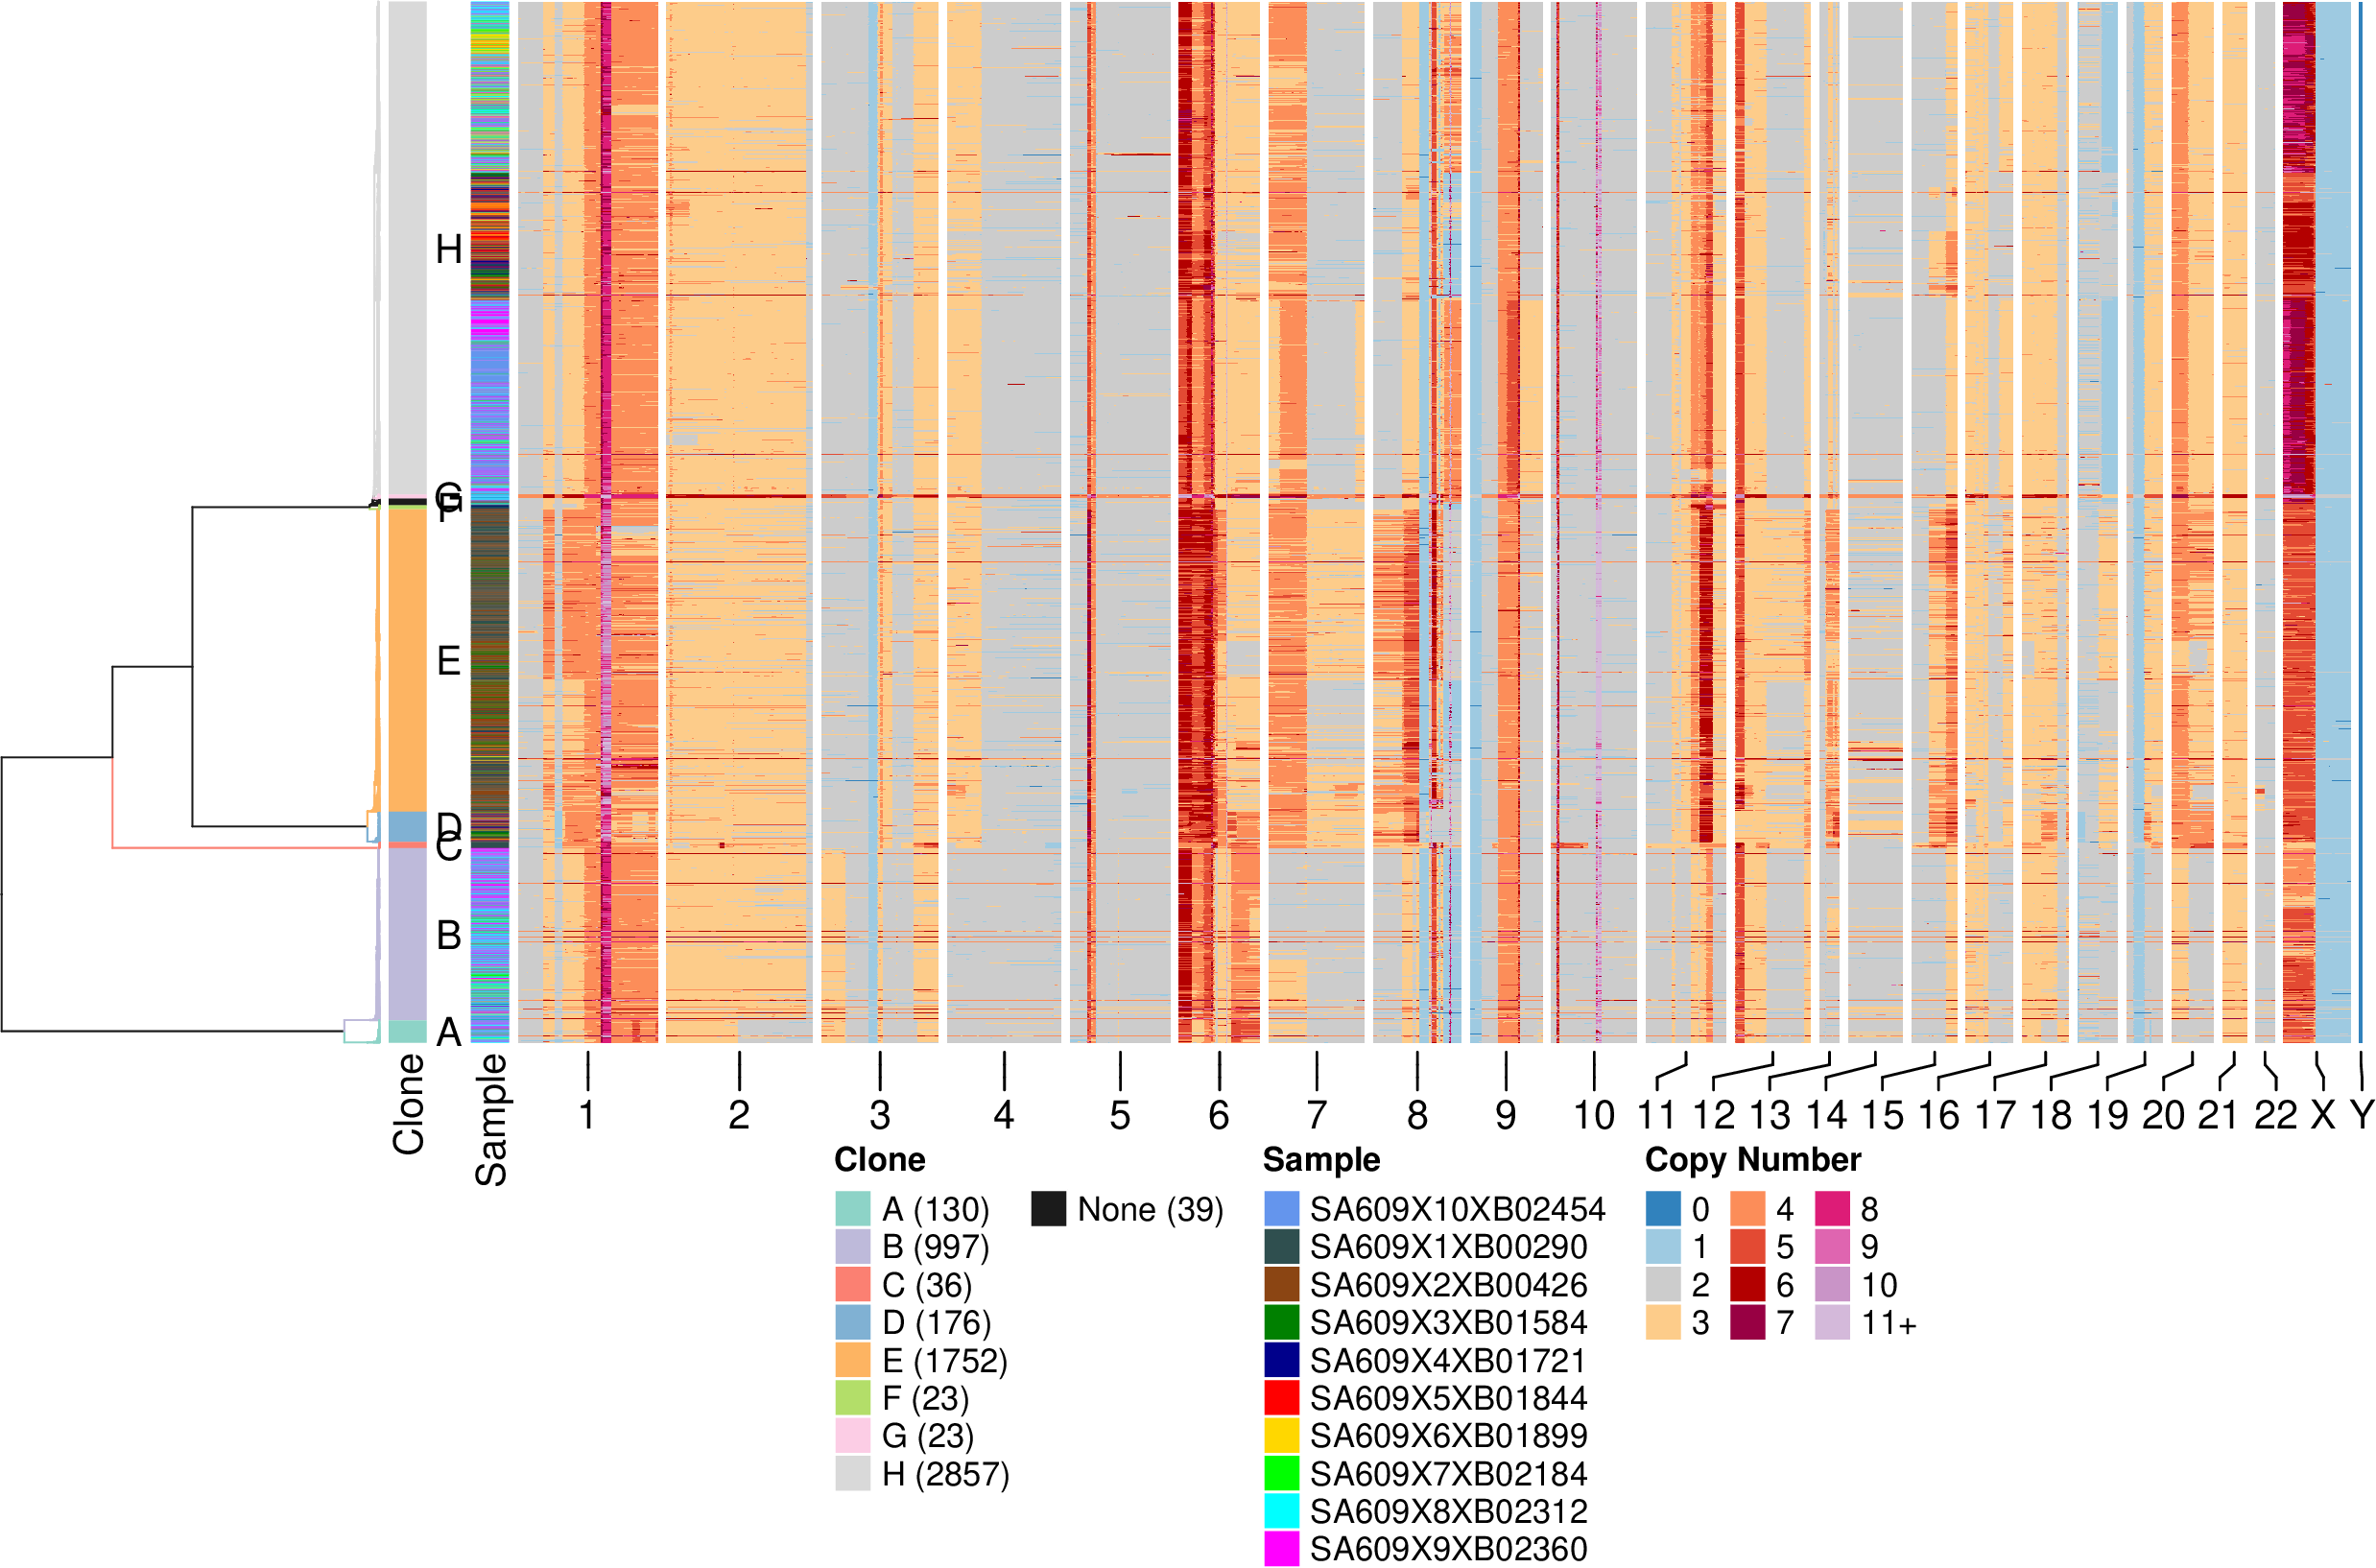 H
G
F
E
D
C
B
A
Clone
Sample
1 2 3 4 5 6 7 8 9 10 11 12 13 14 15 16 17 18 19 20 21 22 X Y
Clone
A (130)
B (997)
C (36)
D (176)
E (1752)
F (23)
G (23)
H (2857)
None (39)
Sample
SA609X10XB02454
SA609X1XB00290
SA609X2XB00426
SA609X3XB01584
SA609X4XB01721
SA609X5XB01844
SA609X6XB01899
SA609X7XB02184
SA609X8XB02312
SA609X9XB02360
Copy Number
0
1
2
3
4
5
6
7
8
9
10
11+